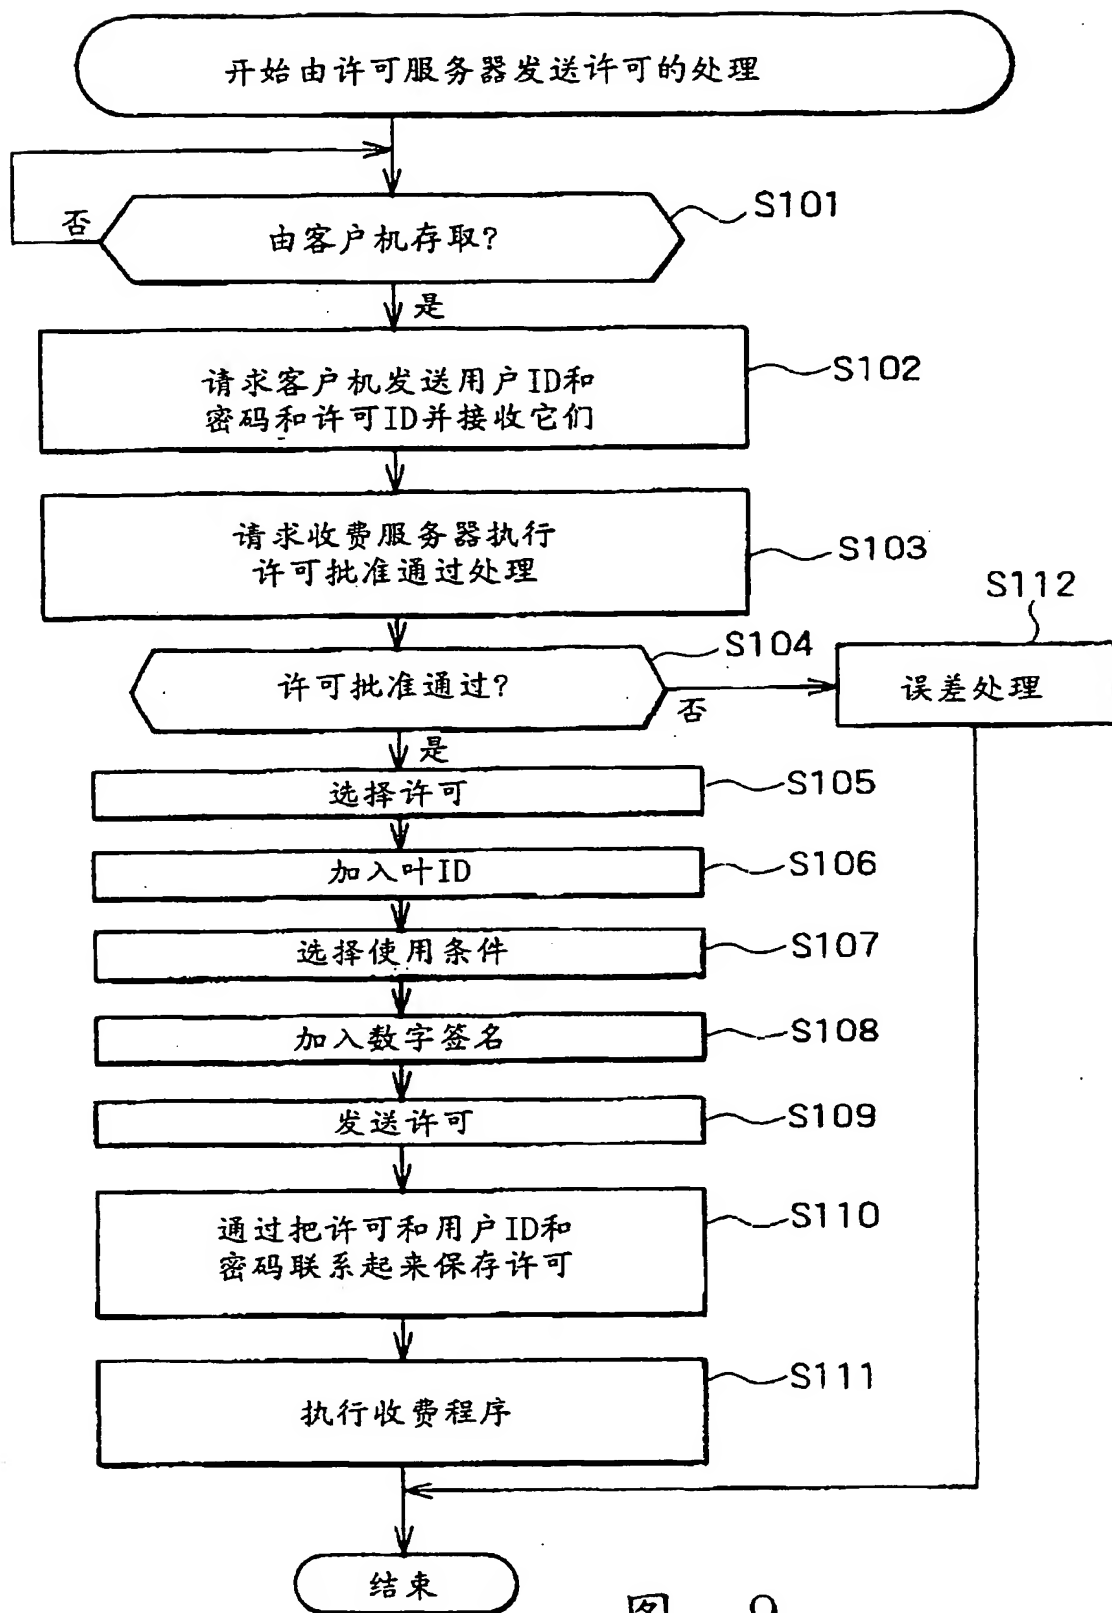 开始由许可服务器发送许可的处理
S101
否
由客户机存取?
是
S102
请求客户机发送用户ID和
密码和许可ID并接收它们
S103
请求收费服务器执行
许可批准通过处理
S112
S104
许可批准通过?
否
误差处理
是
S105
选择许可
S106
加入叶ID
S107
选择使用条件
S108
加入数字签名
S109
发送许可
S110
通过把许可和用户ID和
密码联系起来保存许可
S111
执行收费程序
结束
图 9